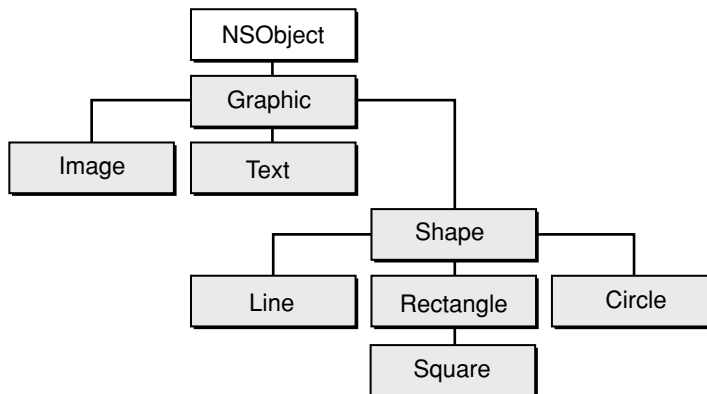 NSObject
Graphic
Image
Text
Shape
Line
Rectangle
Circle
Square